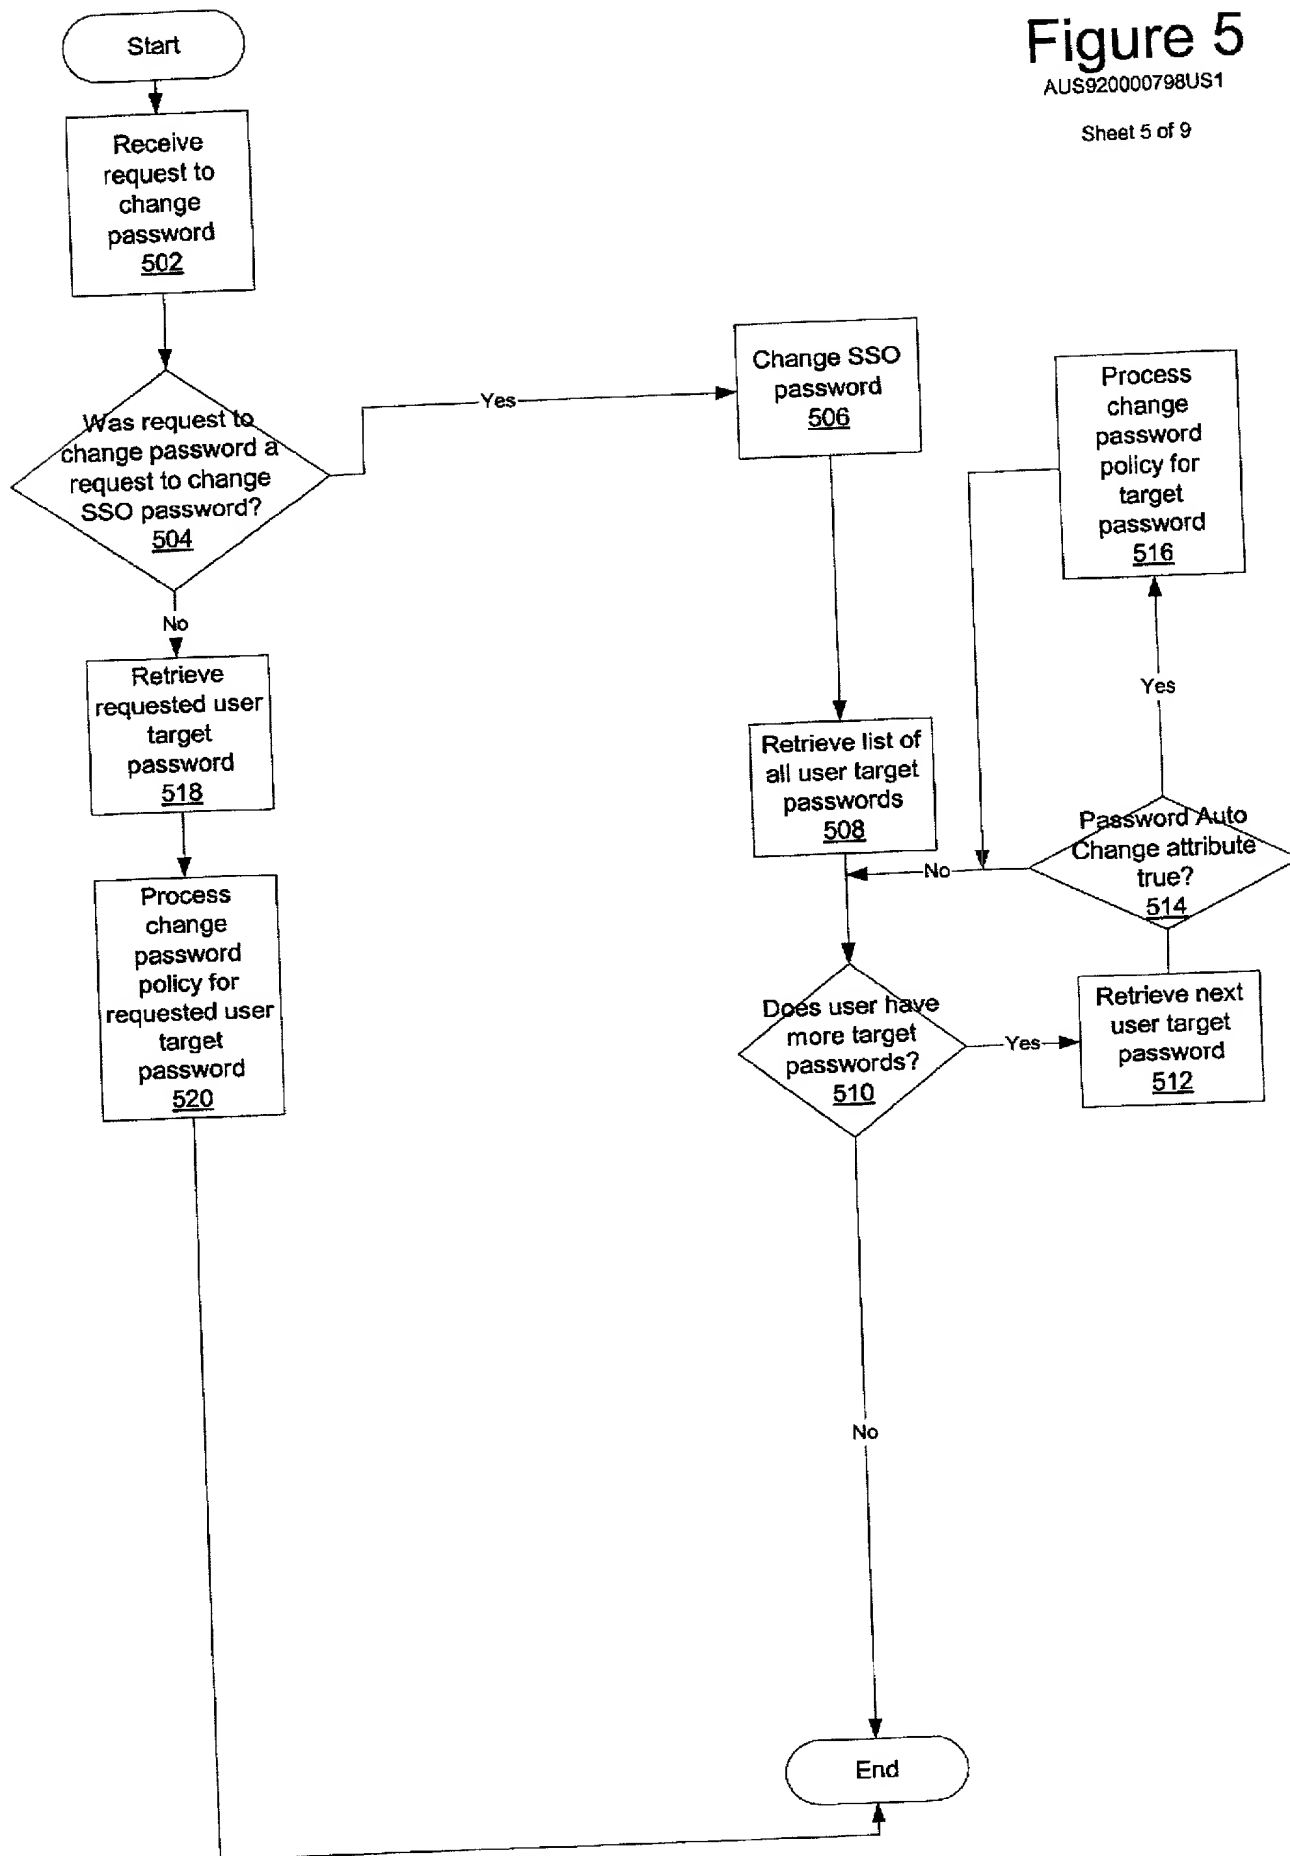 Figure 5
AUS920000798US1
Sheet 5 of 9
Start
Receive
request to
change
password
502
Was request to
change password a
request to change
SSO password?
504
Yes
No
Change SSO
password
506
Process
change
password
policy for
target
password
516
Retrieve
requested user
target
password
518
Yes
Retrieve list of
all user target
passwords
508
Password Auto
Change attribute
true?
514
No
Process
change
password
policy for
requested user
target
password
520
Does user have
more target
passwords?
510
Yes
Retrieve next
user target
password
512
No
End